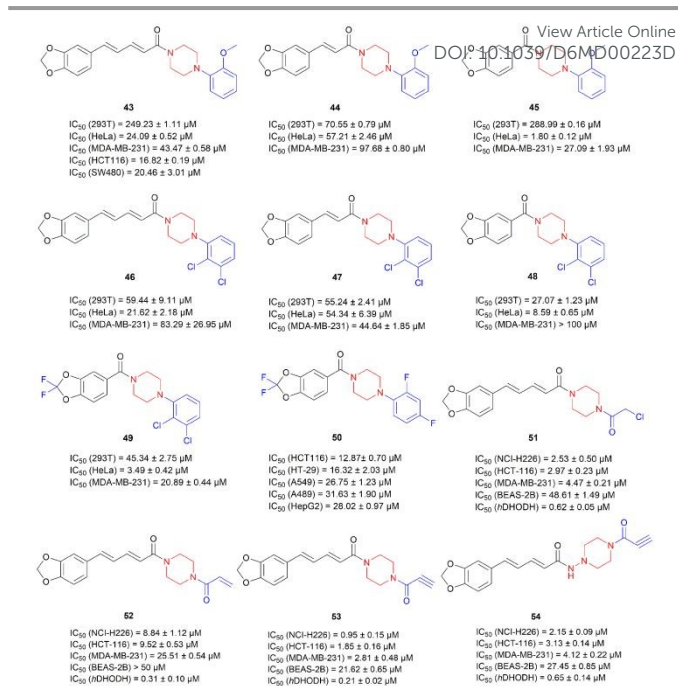 View Article Online
DOI: 10.1039/D6MD00223D
43
IC50 (293T) = 249.23 ± 1.11 μM
IC50 (HeLa) = 24.09 ± 0.52 μM
IC50 (MDA-MB-231) = 43.47 ± 0.58 μM
IC50 (HCT116) = 16.82 ± 0.19 μM
IC50 (SW480) = 20.46 ± 3.01 μM
44
IC50 (293T) = 70.55 ± 0.79 μM
IC50 (HeLa) = 57.21 ± 2.46 μM
IC50 (MDA-MB-231) = 97.68 ± 0.80 μM
45
IC50 (293T) = 288.99 ± 0.16 μM
IC50 (HeLa) = 1.80 ± 0.12 μM
IC50 (MDA-MB-231) = 27.09 ± 1.93 μM
46
IC50 (293T) = 59.44 ± 9.11 μM
IC50 (HeLa) = 21.62 ± 2.18 μM
IC50 (MDA-MB-231) = 83.29 ± 26.95 μM
47
IC50 (293T) = 55.24 ± 2.41 μM
IC50 (HeLa) = 54.34 ± 6.39 μM
IC50 (MDA-MB-231) = 44.64 ± 1.85 μM
48
IC50 (293T) = 27.07 ± 1.23 μM
IC50 (HeLa) = 8.59 ± 0.65 μM
IC50 (MDA-MB-231) > 100 μM
49
IC50 (293T) = 45.34 ± 2.75 μM
IC50 (HeLa) = 3.49 ± 0.42 μM
IC50 (MDA-MB-231) = 20.89 ± 0.44 μM
50
IC50 (HCT116) = 12.87± 0.70 μM
IC50 (HT-29) = 16.32 ± 2.03 μM
IC50 (A549) = 26.75 ± 1.23 μM
IC50 (A489) = 31.63 ± 1.90 μM
IC50 (HepG2) = 28.02 ± 0.97 μM
51
IC50 (NCI-H226) = 2.53 ± 0.50 μM
IC50 (HCT-116) = 2.97 ± 0.23 μM
IC50 (MDA-MB-231) = 4.47 ± 0.21 μM
IC50 (BEAS-2B) = 48.61 ± 1.49 μM
IC50 (hDHODH) = 0.62 ± 0.05 μM
52
IC50 (NCI-H226) = 8.84 ± 1.12 μM
IC50 (HCT-116) = 9.52 ± 0.53 μM
IC50 (MDA-MB-231) = 25.51 ± 0.54 μM
IC50 (BEAS-2B) > 50 μM
IC50 (hDHODH) = 0.31 ± 0.10 μM
53
IC50 (NCI-H226) = 0.95 ± 0.15 μM
IC50 (HCT-116) = 1.85 ± 0.16 μM
IC50 (MDA-MB-231) = 2.81 ± 0.48 μM
IC50 (BEAS-2B) = 21.62 ± 0.65 μM
IC50 (hDHODH) = 0.21 ± 0.02 μM
54
IC50 (NCI-H226) = 2.15 ± 0.09 μM
IC50 (HCT-116) = 3.13 ± 0.14 μM
IC50 (MDA-MB-231) = 4.12 ± 0.22 μM
IC50 (BEAS-2B) = 27.45 ± 0.85 μM
IC50 (hDHODH) = 0.65 ± 0.14 μM